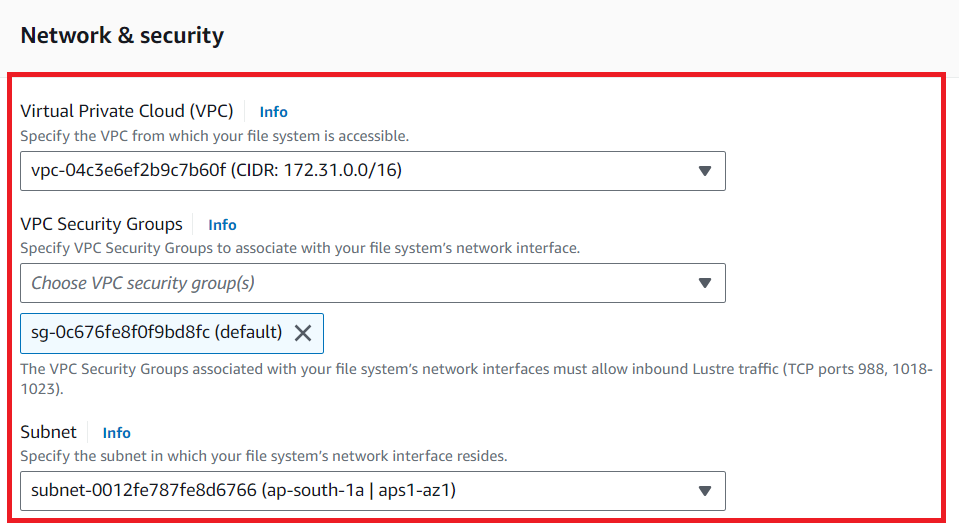 Network & security
Virtual Private Cloud (VPC) Info
Specify the VPC from which your file system is accessible.
vpc-04c3e6ef2b9c7b60f (CIDR: 172.31.0.0/16)
VPC Security Groups Info
Specify VPC Security Groups to associate with your file system's network interface.
Choose VPC security group(s)
sg-0c676fe8f0f9bd8fc (default)
The VPC Security Groups associated with your file system's network interfaces must allow inbound Lustre traffic (TCP ports 988, 1018-
1023).
Subnet Info
Specify the subnet in which your file system's network interface resides.
subnet-0012fe787fe8d6766 (ap-south-1a | aps1-az1)